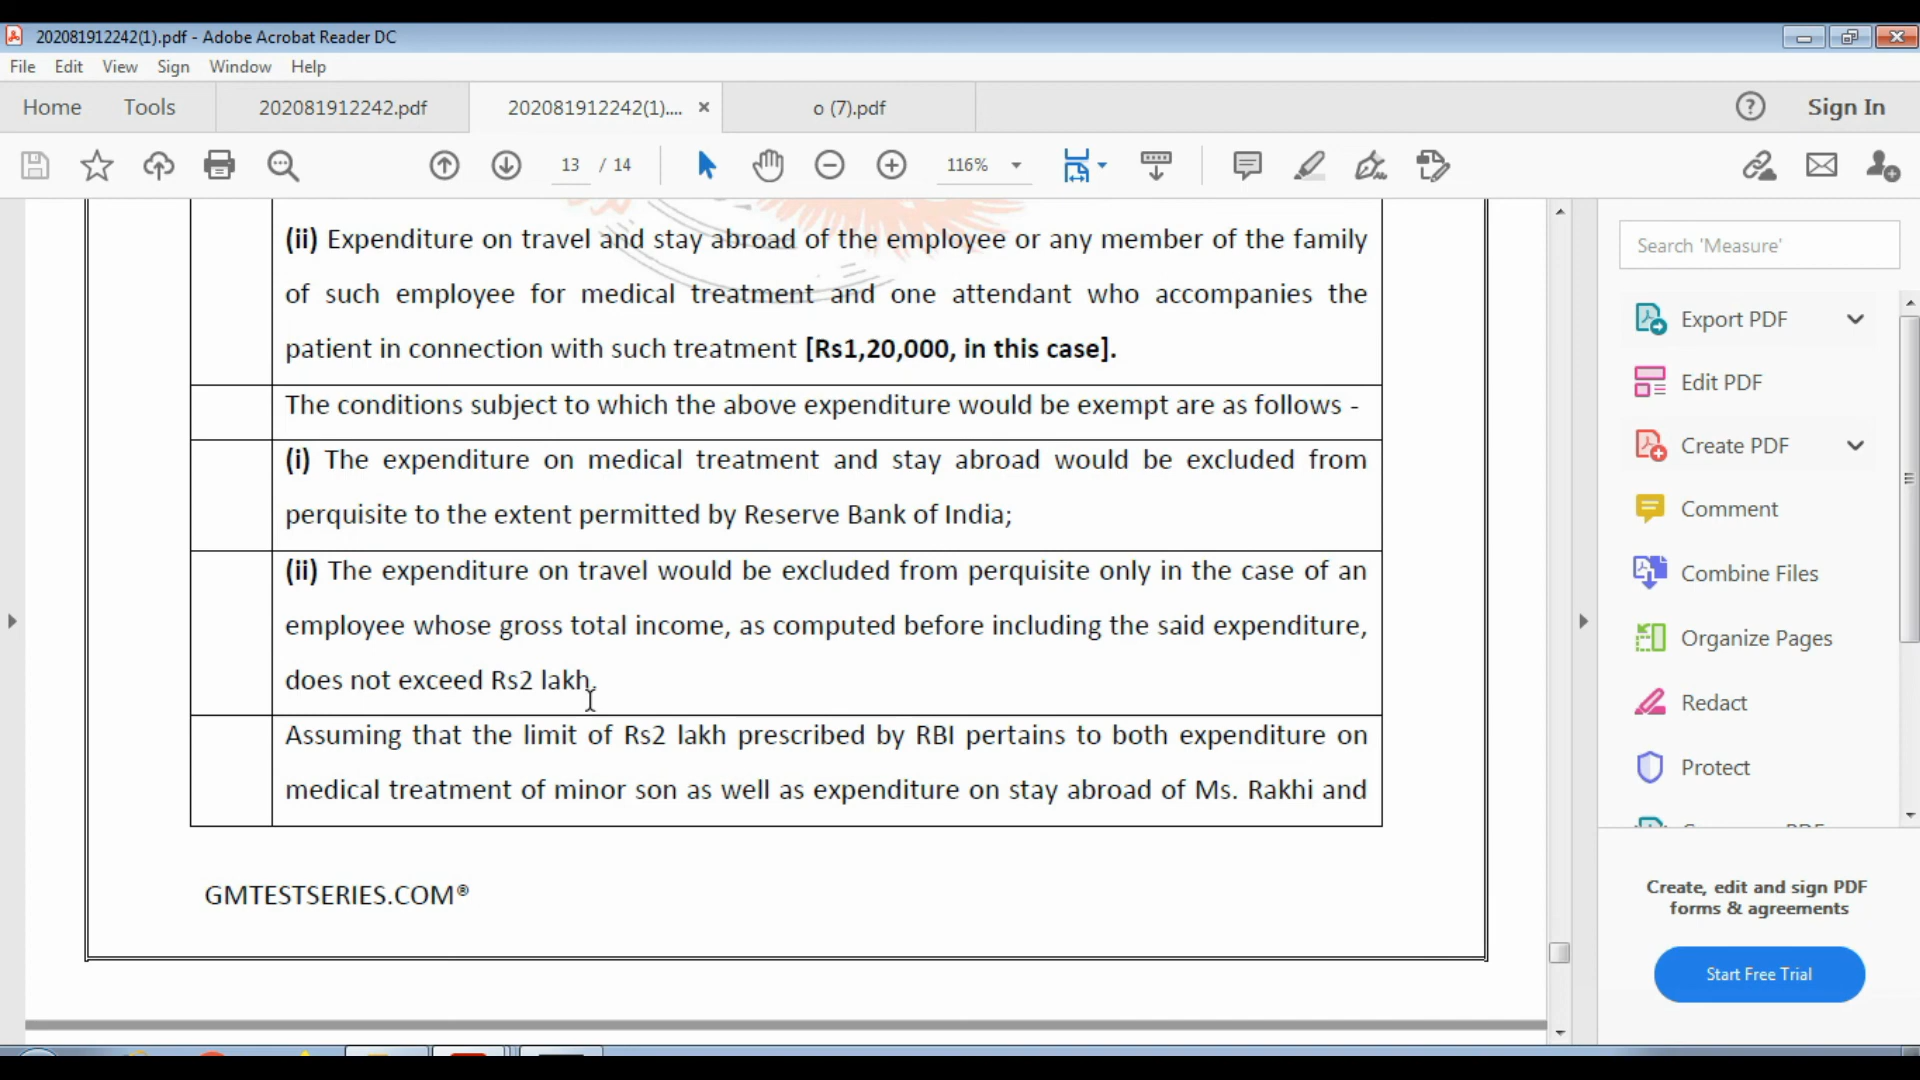 202081912242(1).pdf - Adobe Acrobat Reader DC
File Edit View Sign Window Help
Home Tools 202081912242.pdf 202081912242(1).... × o (7).pdf ? Sign In
13 / 14 116%
(ii) Expenditure on travel and stay abroad of the employee or any member of the family
of such employee for medical treatment and one attendant who accompanies the
patient in connection with such treatment [Rs1,20,000, in this case].
The conditions subject to which the above expenditure would be exempt are as follows -
(i) The expenditure on medical treatment and stay abroad would be excluded from
perquisite to the extent permitted by Reserve Bank of India;
(ii) The expenditure on travel would be excluded from perquisite only in the case of an
employee whose gross total income, as computed before including the said expenditure,
does not exceed Rs2 lakh.
Assuming that the limit of Rs2 lakh prescribed by RBI pertains to both expenditure on
medical treatment of minor son as well as expenditure on stay abroad of Ms. Rakhi and
GMTESTSERIES.COM®
Search 'Measure'
Export PDF
Edit PDF
Create PDF
Comment
Combine Files
Organize Pages
Redact
Protect
Create, edit and sign PDF
forms & agreements
Start Free Trial